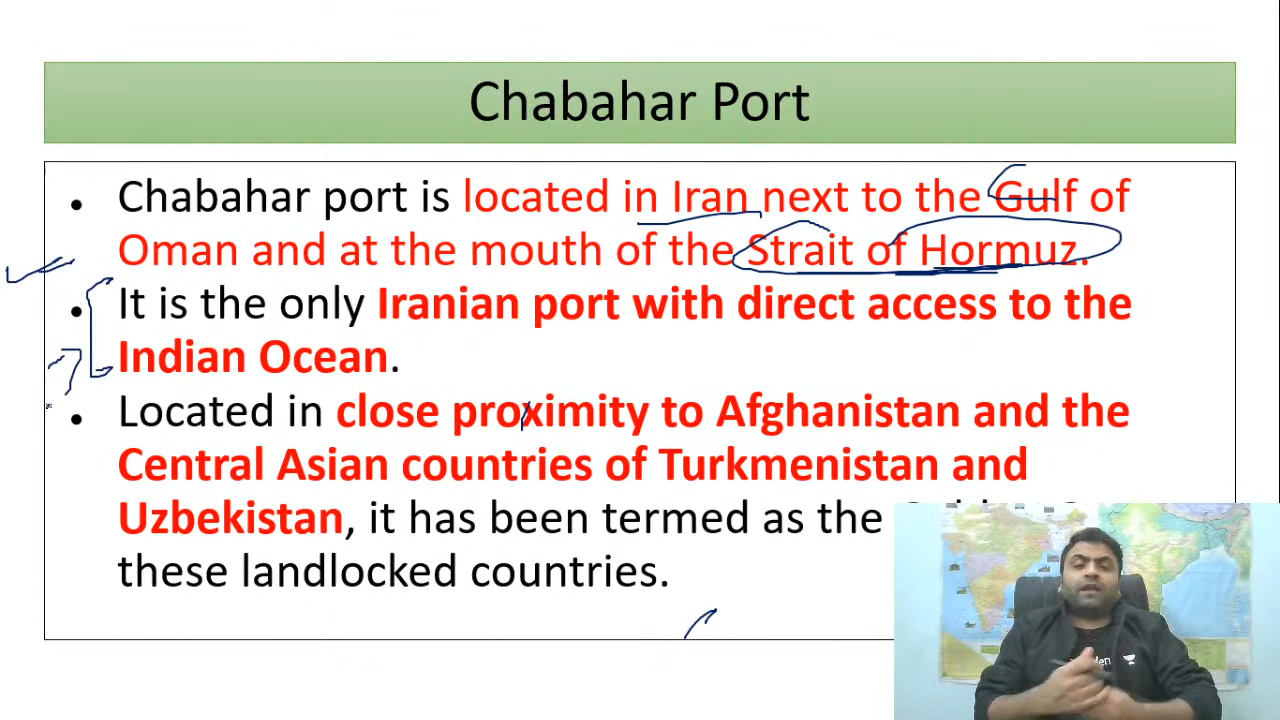 Chabahar Port
• Chabahar port is located in Iran next to the Gulf of
Oman and at the mouth of the Strait of Hormuz.
• It is the only Iranian port with direct access to the
Indian Ocean.
• Located in close proximity to Afghanistan and the
Central Asian countries of Turkmenistan and
Uzbekistan, it has been termed as the
these landlocked countries.